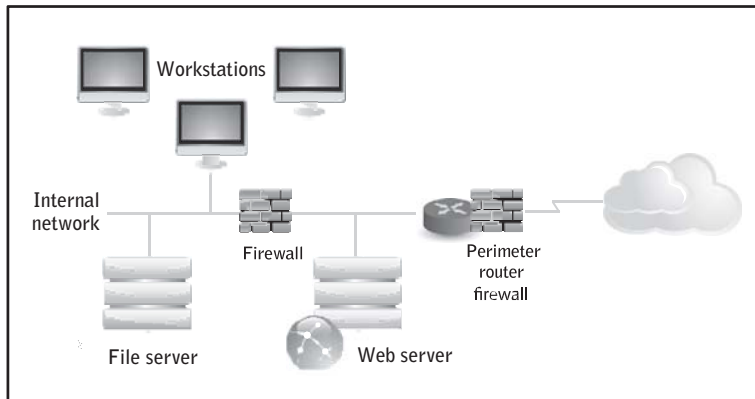 Workstations
Internal
network
Firewall
Perimeter
router
firewall
File server
Web server